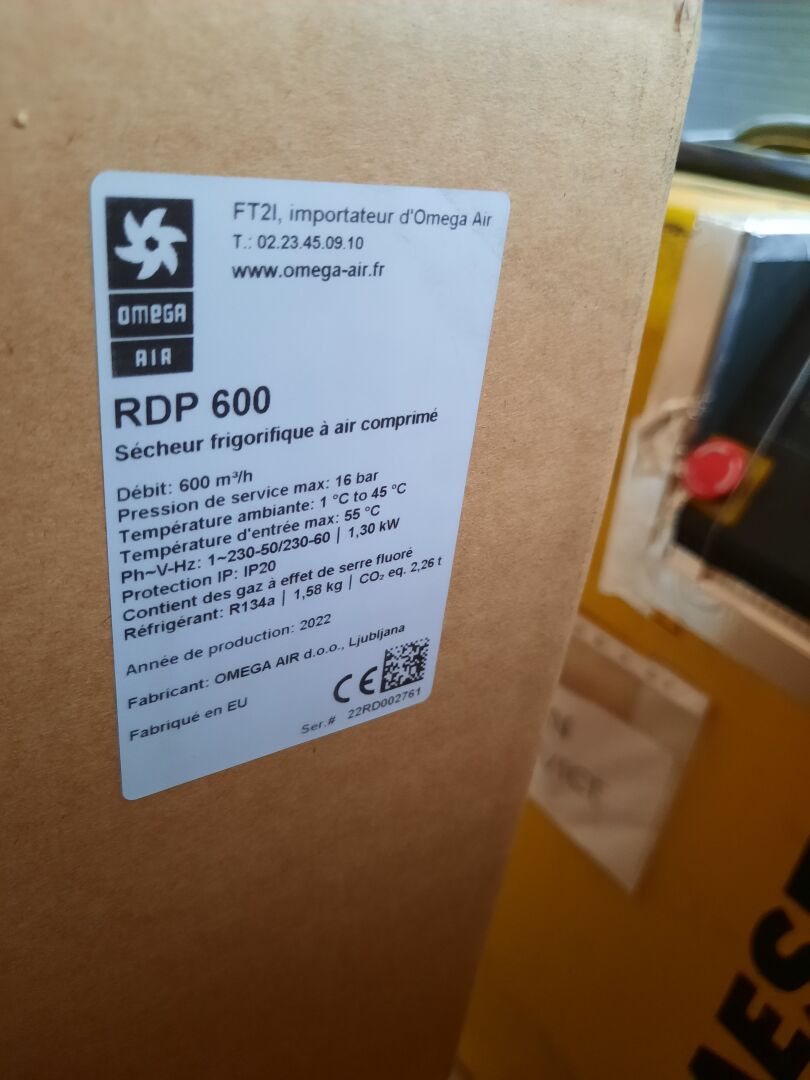 FT2I, importateur d'Omega Air
T.: 02.23.45.09.10
www.omega-air.fr
OMEGA
AIR
RDP 600
Sécheur frigorifique à air comprimé
Débit: 600 m³/h
Pression de service max: 16 bar
Température ambiante: 1 °C to 45 °C
Température d'entrée max: 55 °C
Ph~V-Hz: 1~230-50/230-60 | 1,30 kW
Protection IP: IP20
Contient des gaz à effet de serre fluoré
Réfrigérant: R134a | 1,58 kg | CO₂ eq. 2,26 t
Année de production: 2022
Fabricant: OMEGA AIR d.o.o., Ljubljana
Fabriqué en EU
CE
Ser.# 22RD002761